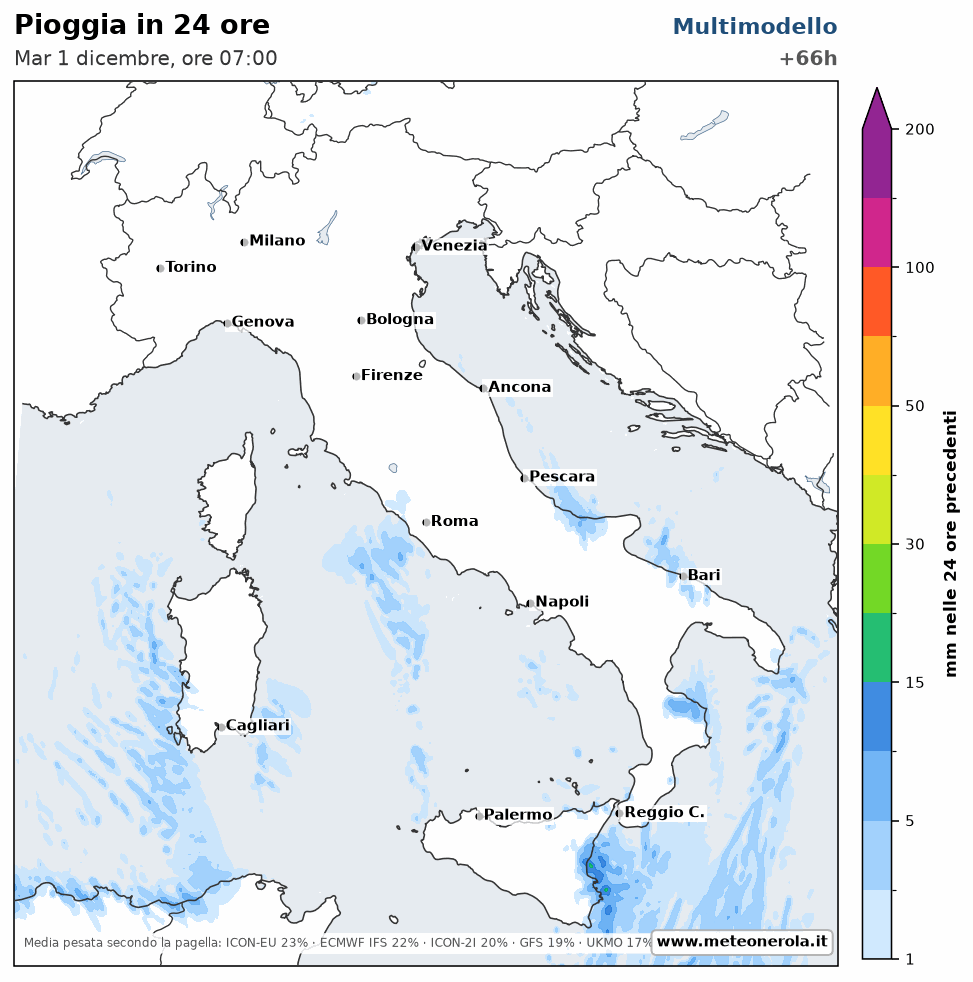 Pioggia in 24 ore
Multimodello
Mar 1 dicembre, ore 07:00
+66h
200
100
50
30
15
5
1
mm nelle 24 ore precedenti
Milano
Venezia
Torino
Genova
Bologna
Firenze
Ancona
Pescara
Roma
Bari
Napoli
Cagliari
Palermo
Reggio C.
Media pesata secondo la pagella: ICON-EU 23% · ECMWF IFS 22% · ICON-2I 20% · GFS 19% · UKMO 17%
www.meteonerola.it